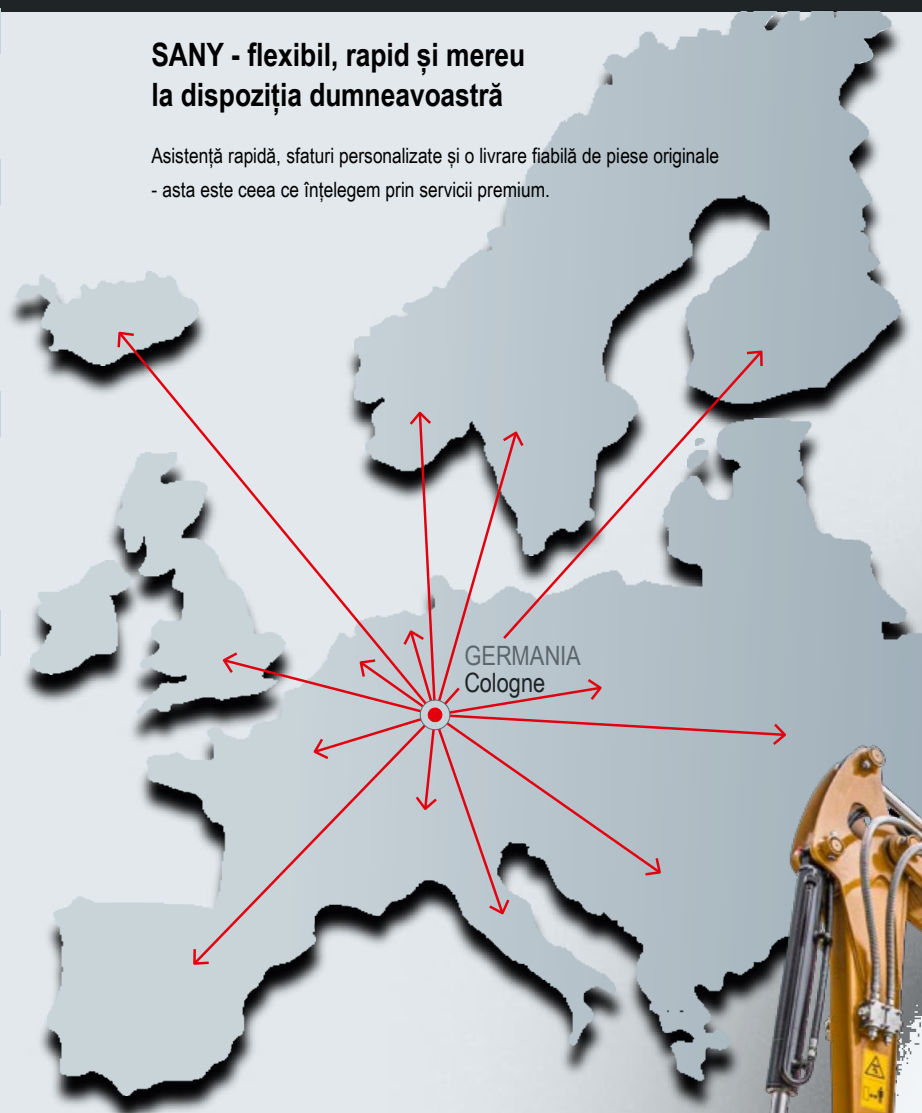 SANY - flexibil, rapid și mereu
la dispoziția dumneavoastră
Asistență rapidă, sfaturi personalizate și o livrare fiabilă de piese originale
- asta este ceea ce înțelegem prin servicii premium.
GERMANIA
Cologne